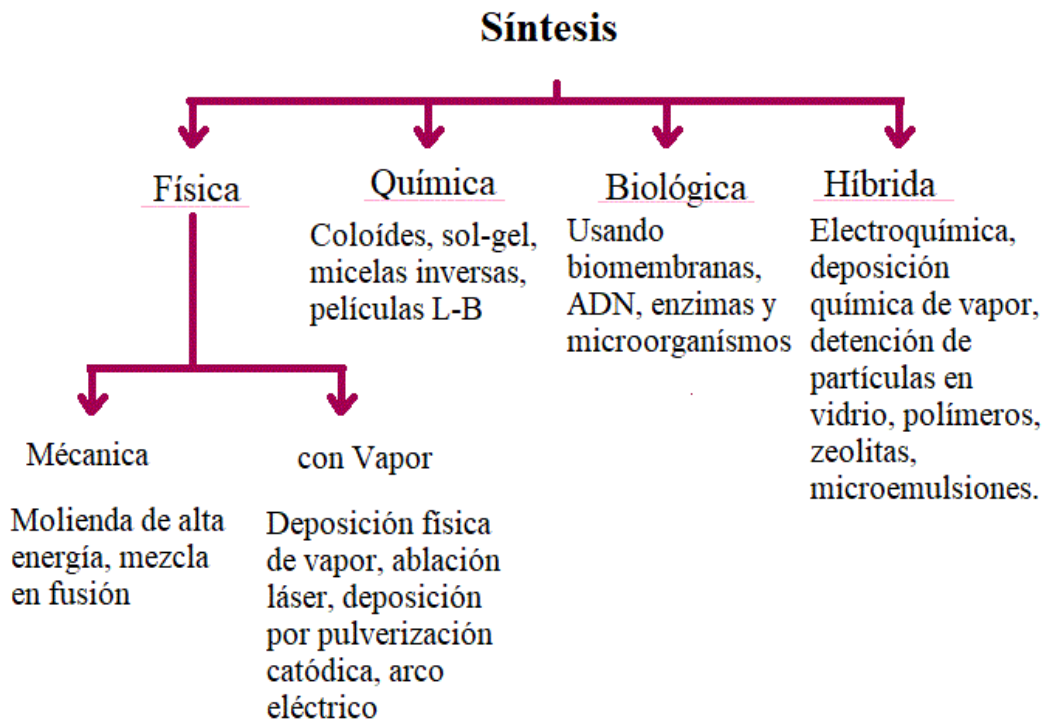 Síntesis
Física
Química
Coloídes, sol-gel,
micelas inversas,
películas L-B
Biológica
Usando
biomembranas,
ADN, enzimas y
microorganísmos
Híbrida
Electroquímica,
deposición
química de vapor,
detención de
partículas en
vidrio, polímeros,
zeolitas,
microemulsiones.
Mécanica
Molienda de alta
energía, mezcla
en fusión
con Vapor
Deposición física
de vapor, ablación
láser, deposición
por pulverización
catódica, arco
eléctrico